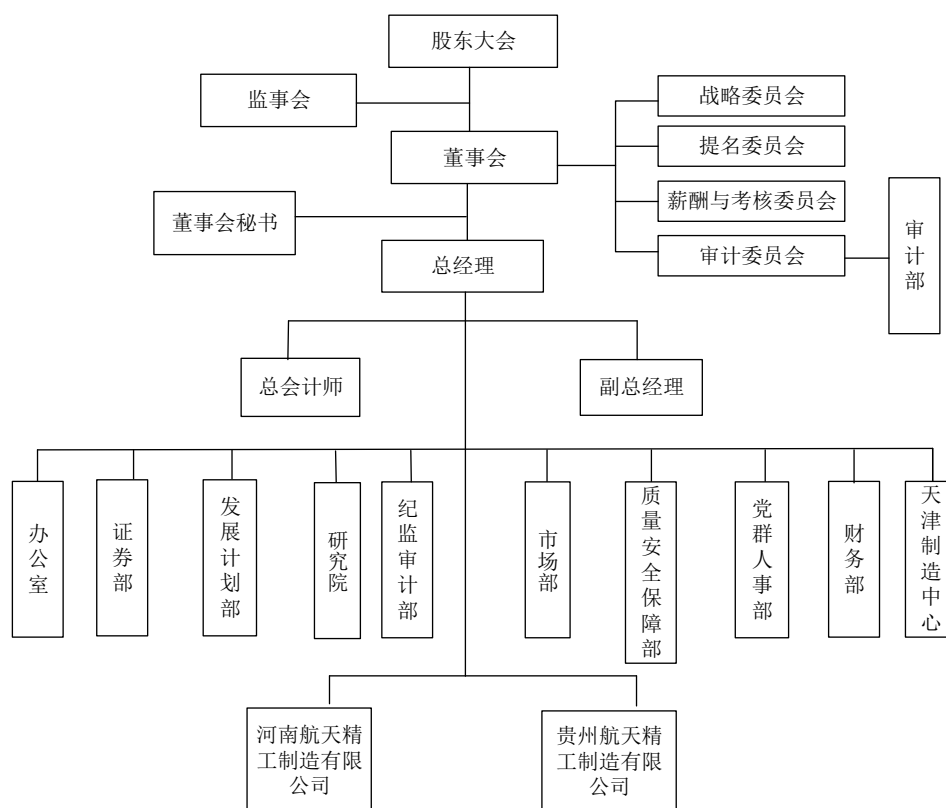 股东大会
监事会
战略委员会
提名委员会
董事会
薪酬与考核委员会
董事会秘书
审计委员会
审计部
总经理
总会计师
副总经理
办公室
证券部
发展计划部
研究院
纪监审计部
市场部
质量安全保障部
党群人事部
财务部
天津制造中心
河南航天精
工制造有限
公司
贵州航天精
工制造有限
公司